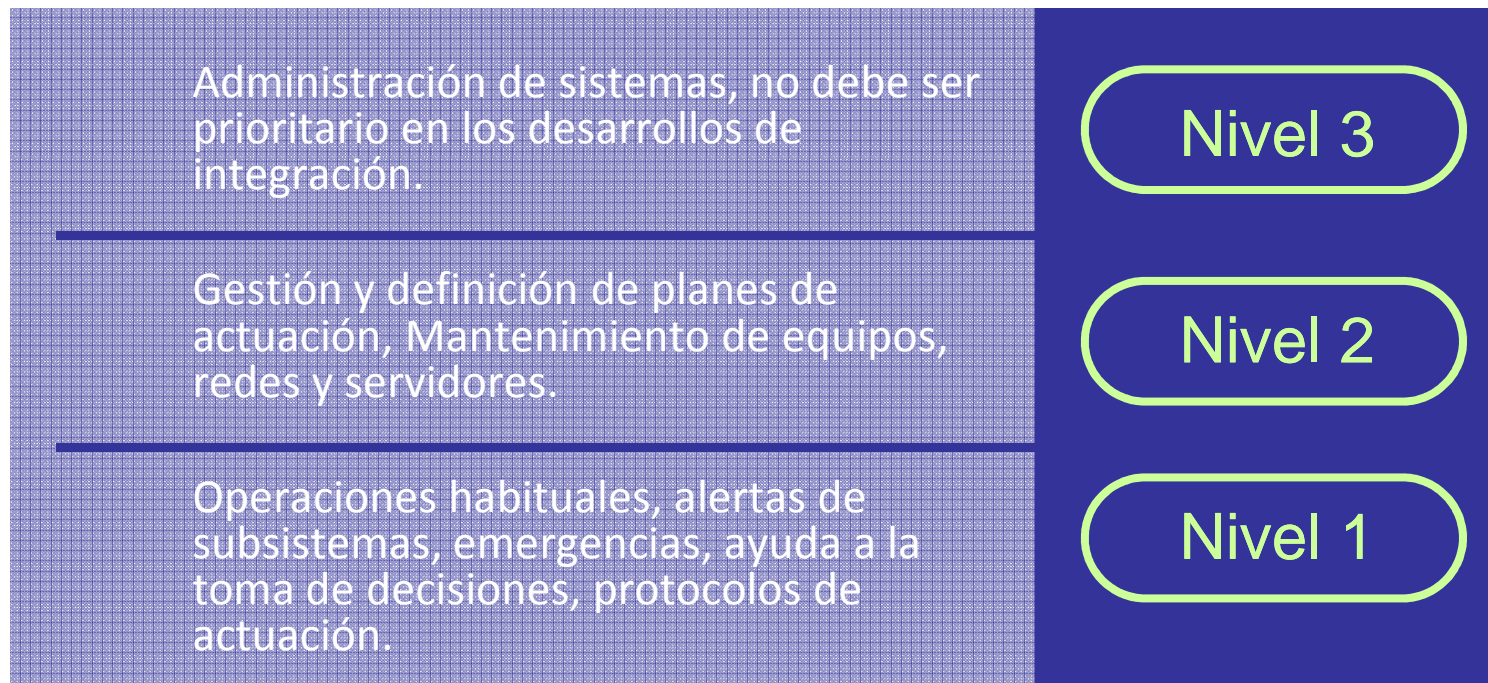 Administración de sistemas, no debe ser
prioritario en los desarrollos de
integración.
Nivel 3
Gestión y definición de planes de
actuación, Mantenimiento de equipos,
redes y servidores.
Nivel 2
Operaciones habituales, alertas de
subsistemas, emergencias, ayuda a la
toma de decisiones, protocolos de
actuación.
Nivel 1